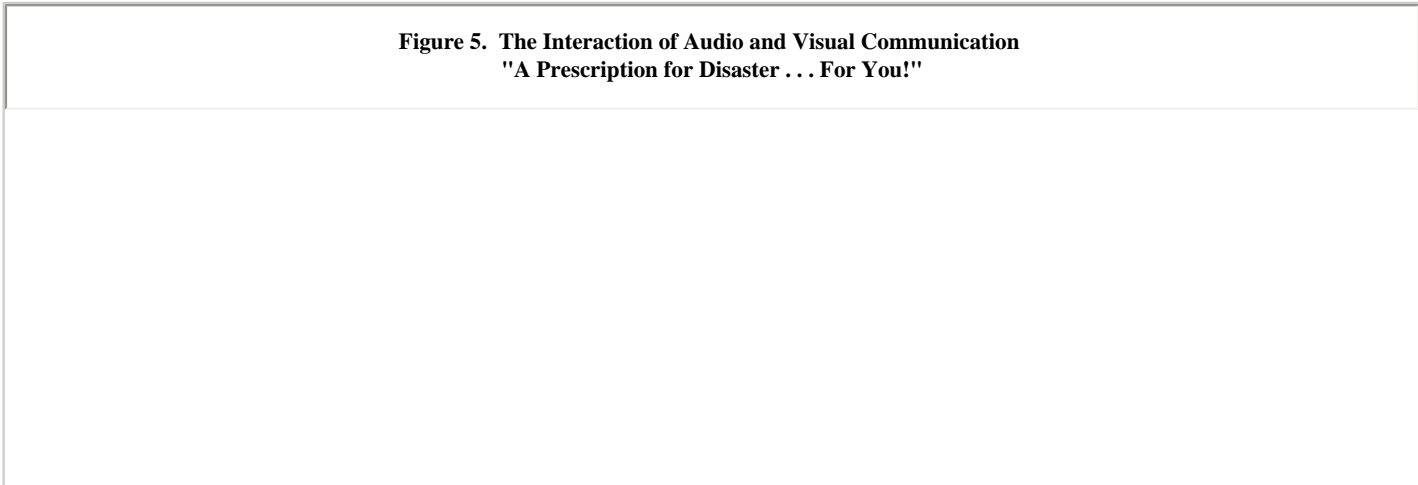 Figure 5.  The Interaction of Audio and Visual Communication
"A Prescription for Disaster . . . For You!"